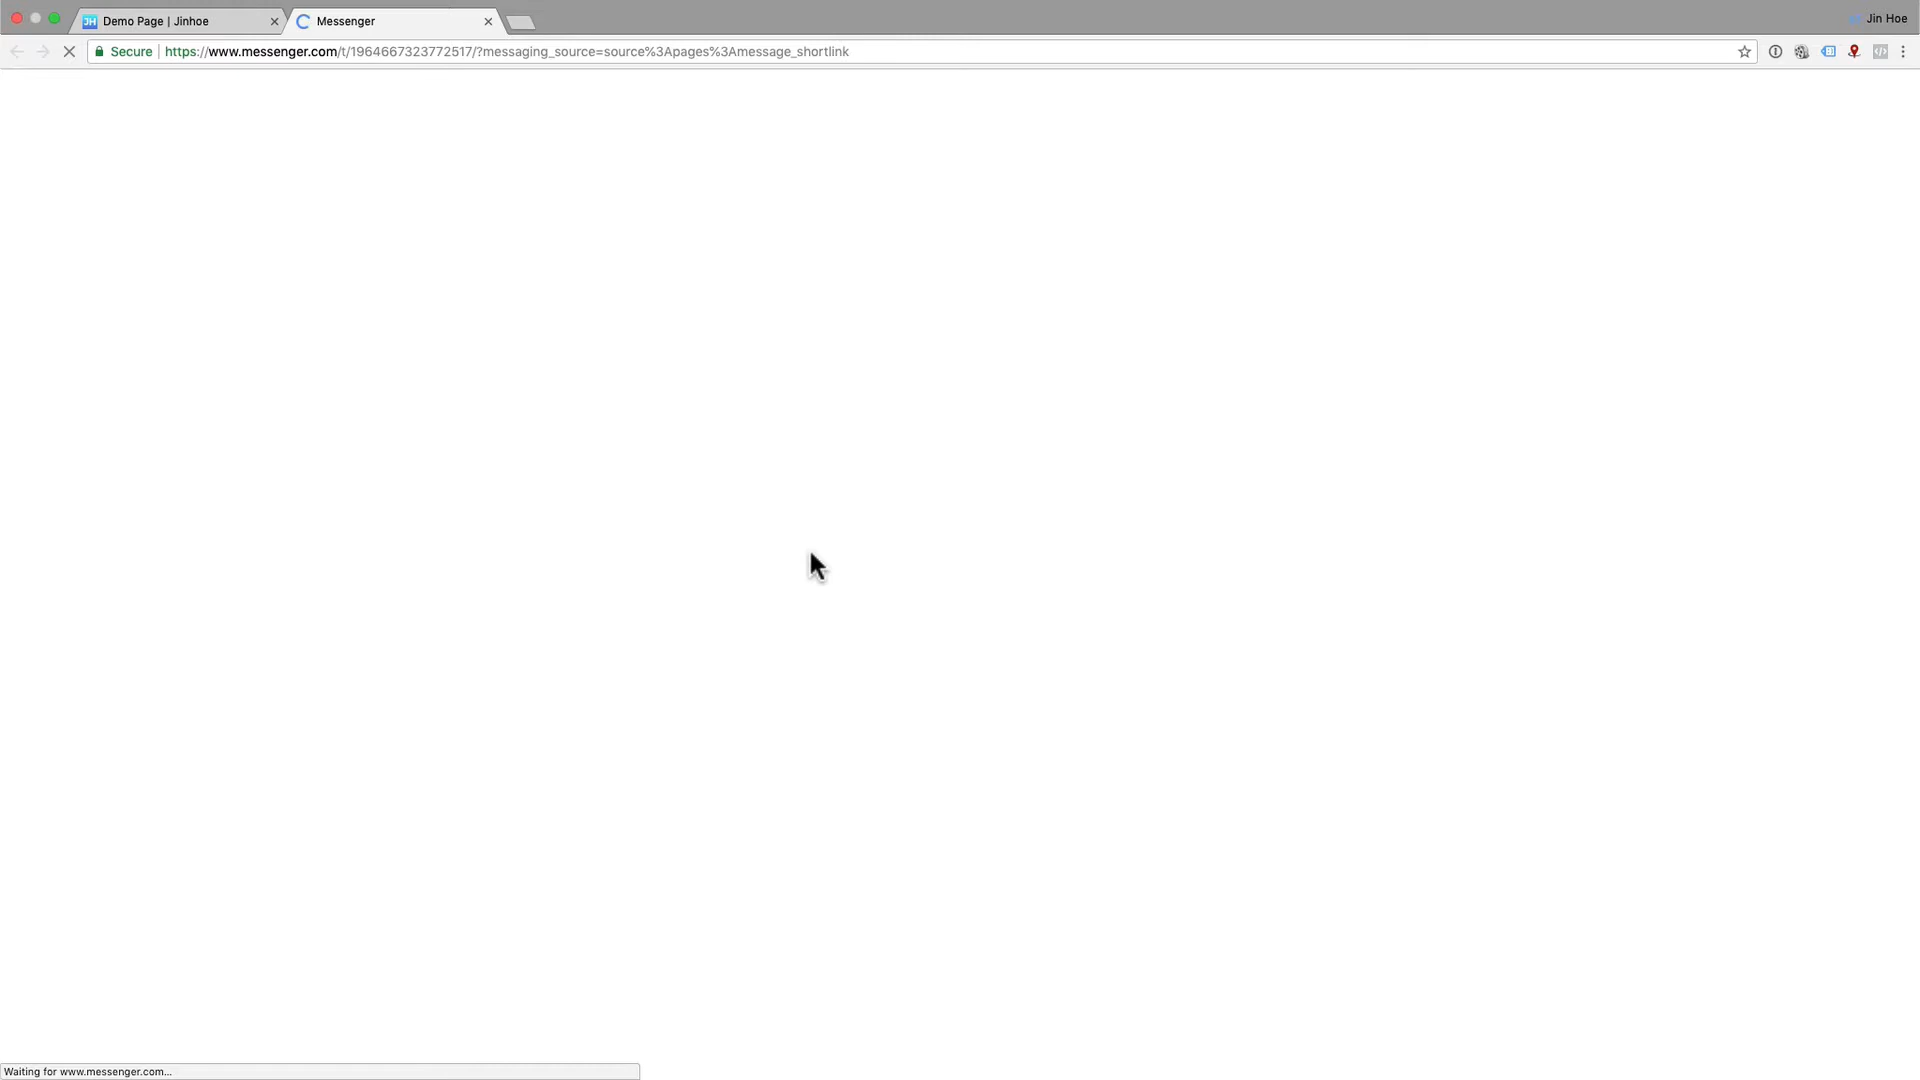 JH Demo Page | Jinhoe
Messenger
Jin Hoe
Secure | https://www.messenger.com/t/1964667323772517/?messaging_source=source%3Apages%3Amessage_shortlink
Waiting for www.messenger.com...